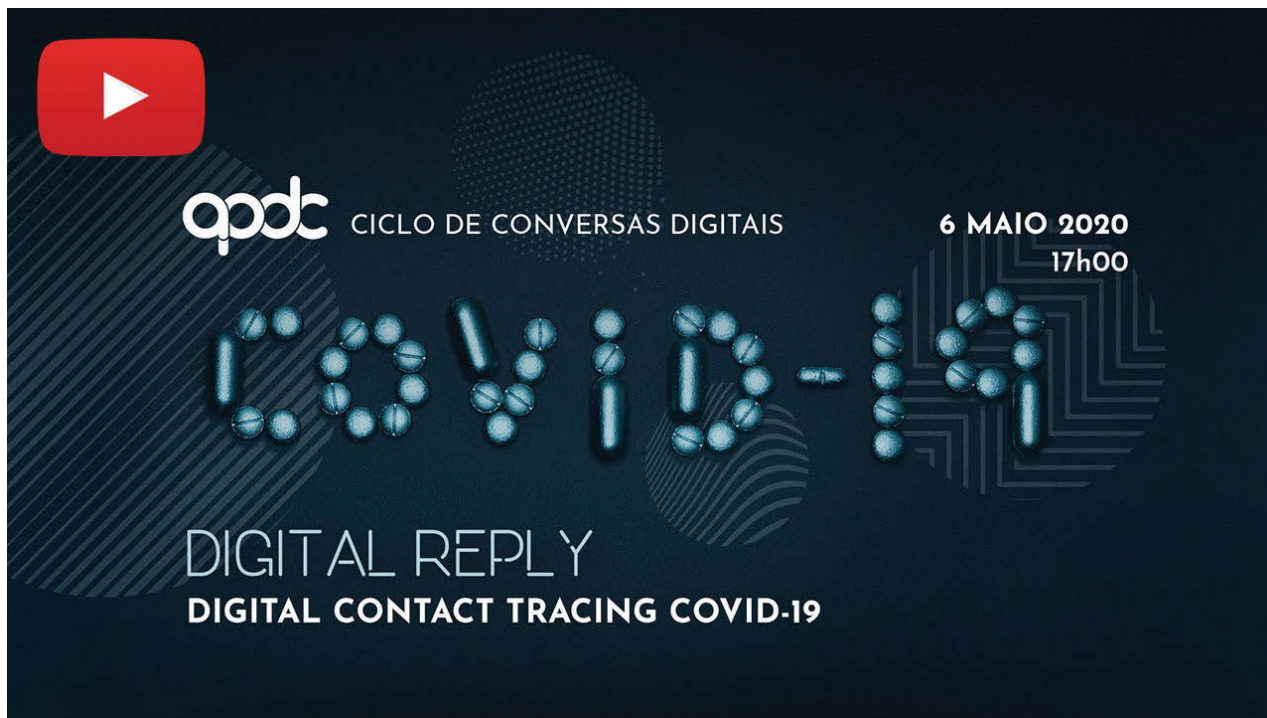 apdc CICLO DE CONVERSAS DIGITAIS
6 MAIO 2020
17h00
COVID-19
DIGITAL REPLY
DIGITAL CONTACT TRACING COVID-19